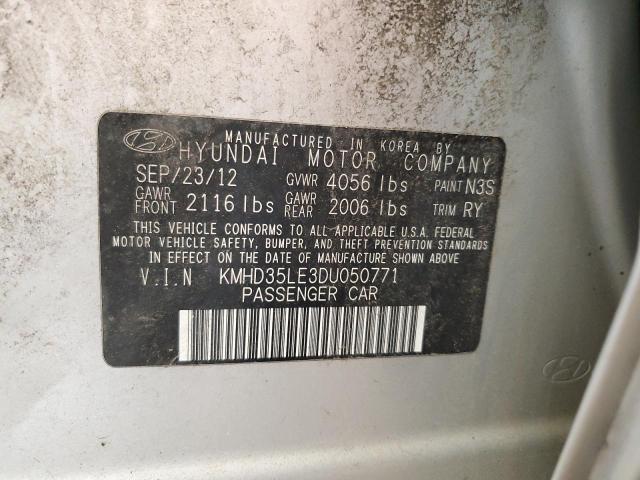 MANUFACTURED IN KOREA BY
HYUNDAI MOTOR COMPANY
SEP/23/12 GVWR 4056 lbs PAINT N3S
GAWR FRONT 2116 lbs GAWR REAR 2006 lbs TRIM RY
THIS VEHICLE CONFORMS TO ALL APPLICABLE U.S.A. FEDERAL
MOTOR VEHICLE SAFETY, BUMPER, AND THEFT PREVENTION STANDARDS
IN EFFECT ON THE DATE OF MANUFACTURE SHOWN ABOVE
V.I.N KMHD35LE3DU050771
PASSENGER CAR